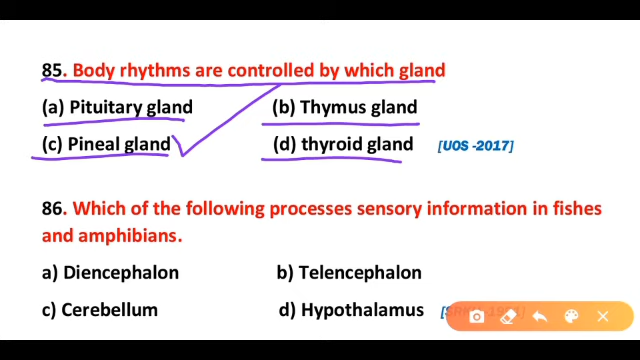 85. Body rhythms are controlled by which gland
(a) Pituitary gland (b) Thymus gland
(c) Pineal gland (d) thyroid gland [UOS -2017]
86. Which of the following processes sensory information in fishes
and amphibians.
a) Diencephalon b) Telencephalon
c) Cerebellum d) Hypothalamus